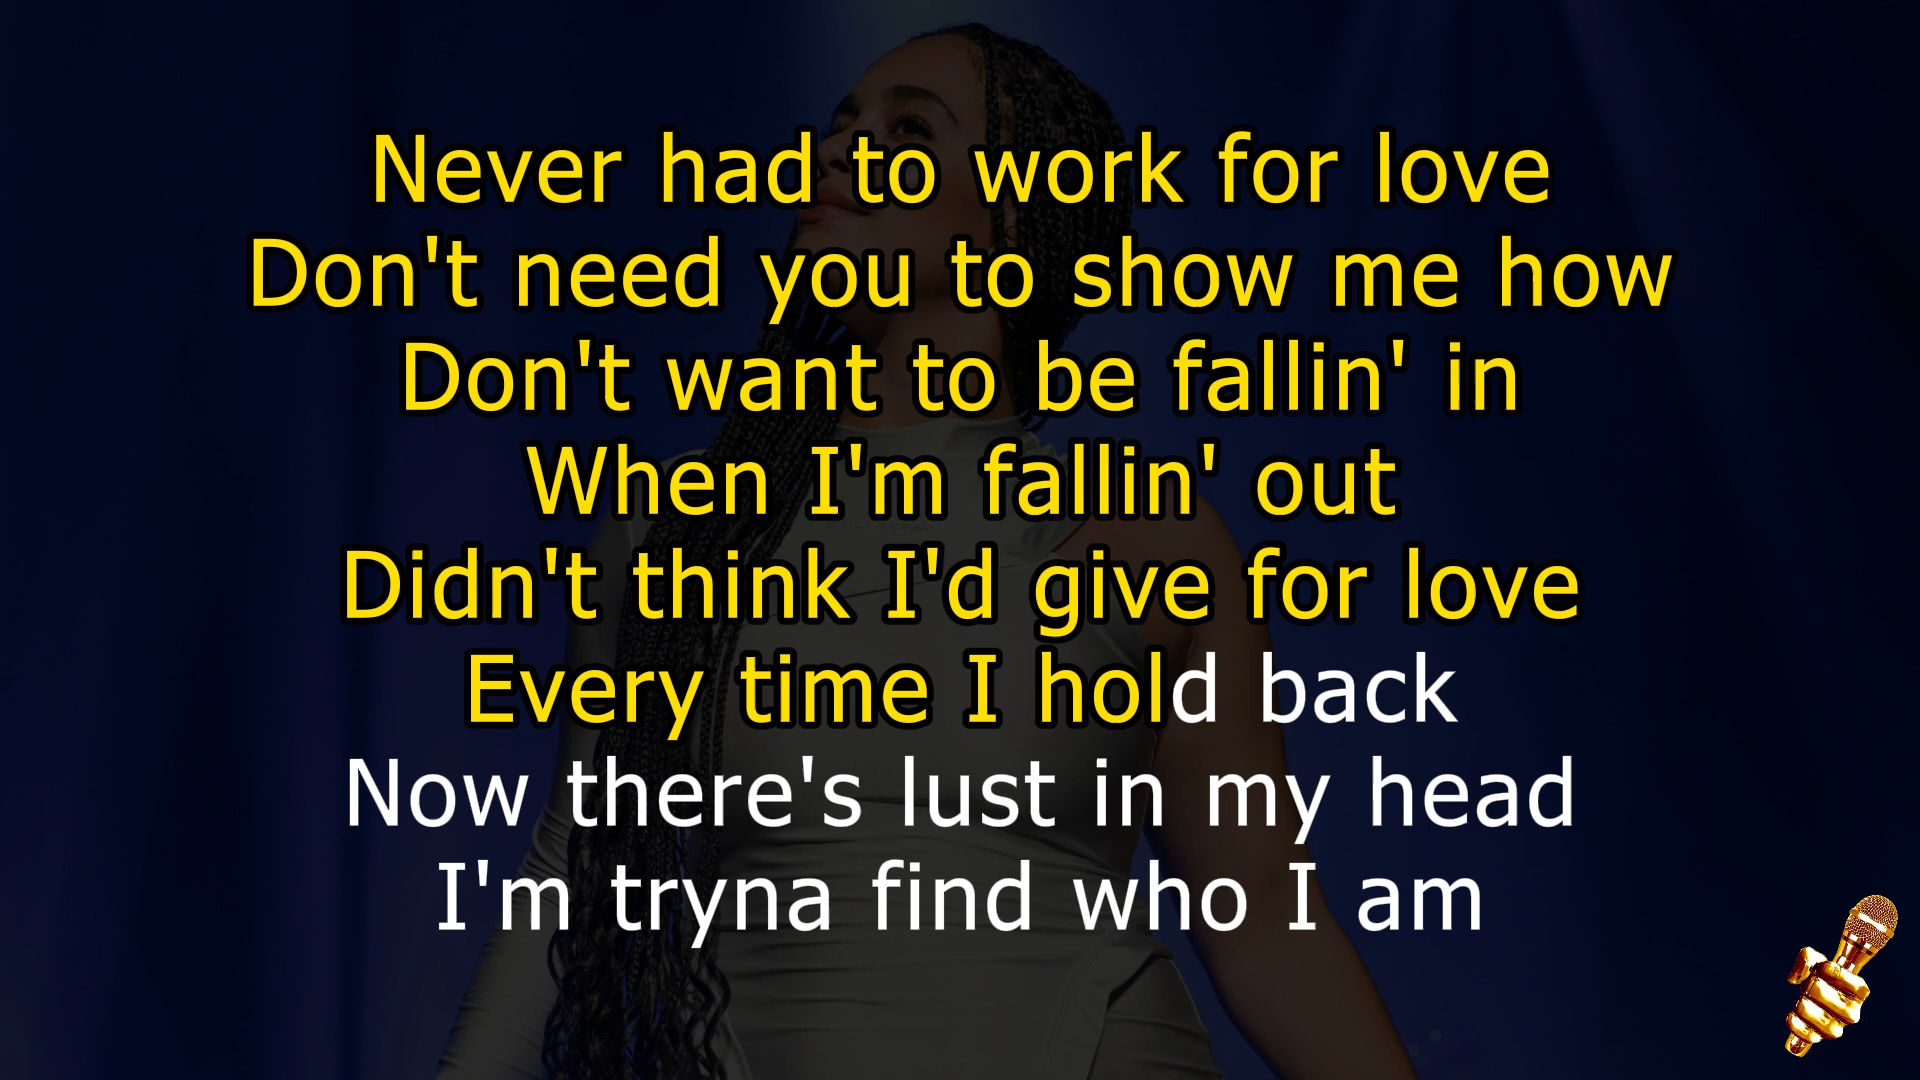 Never had to work for love
Don't need you to show me how
Don't want to be fallin' in
When I'm fallin' out
Didn't think I'd give for love
Every time I hold back
Now there's lust in my head
I'm tryna find who I am